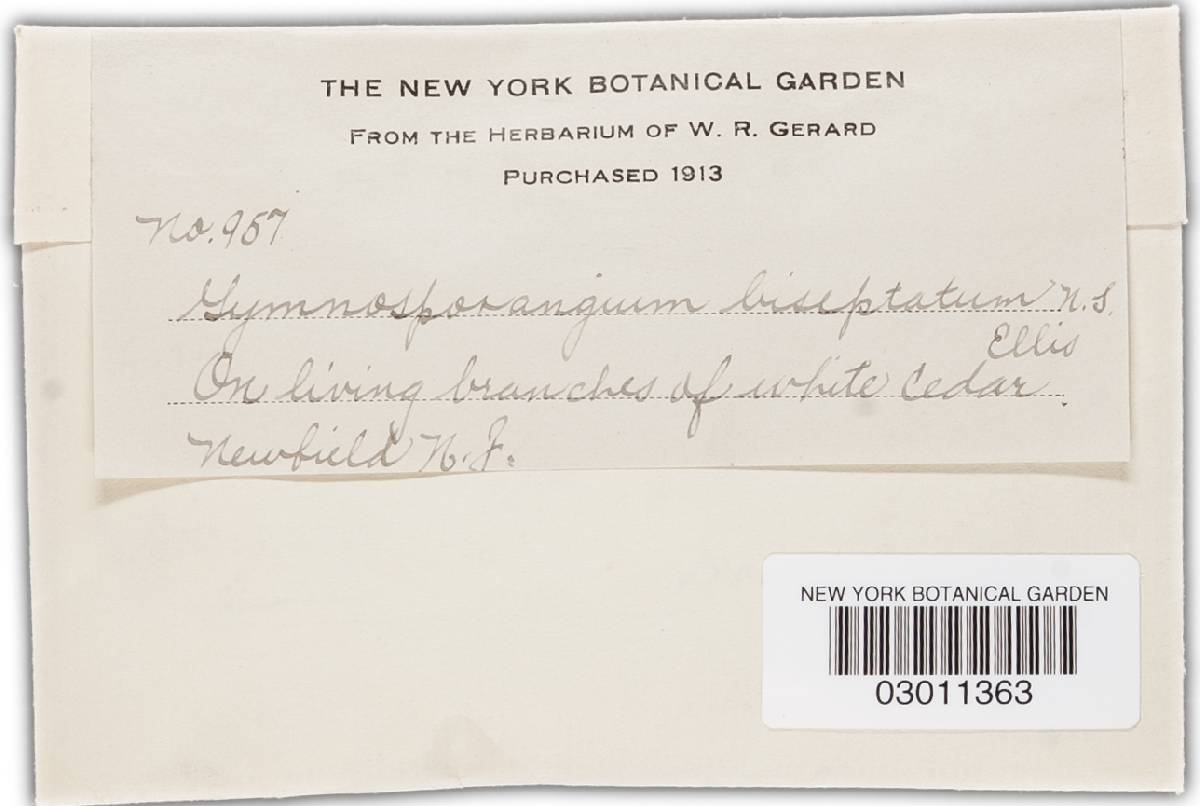 THE NEW YORK BOTANICAL GARDEN
FROM THE HERBARIUM OF W. R. GERARD
PURCHASED 1913
No. 957
Gymnosporangium biseptatum N.S.
Ellis
On living branches of white Cedar.
Newfield N.J.
NEW YORK BOTANICAL GARDEN
03011363